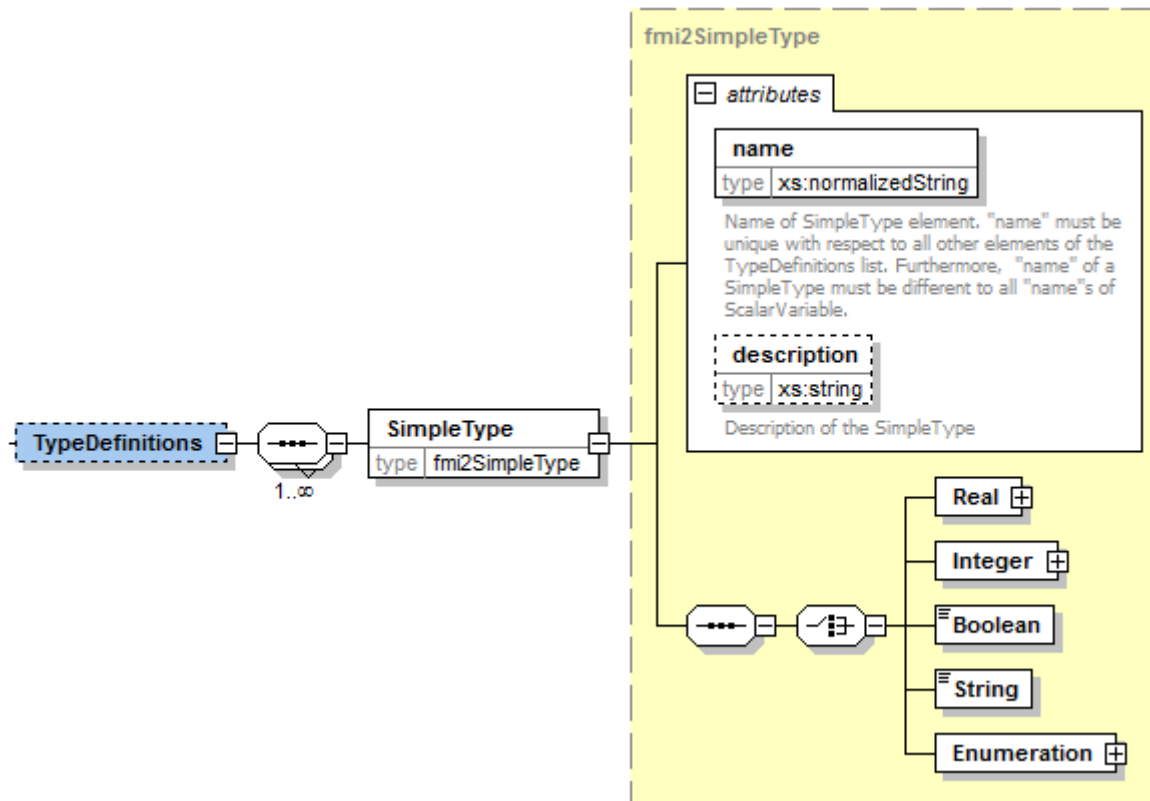 fmi2SimpleType
attributes
name
type xs:normalizedString
Name of SimpleType element. "name" must be
unique with respect to all other elements of the
TypeDefinitions list. Furthermore, "name" of a
SimpleType must be different to all "name"s of
ScalarVariable.
description
type xs:string
Description of the SimpleType
TypeDefinitions
1..∞
SimpleType
type fmi2SimpleType
Real
Integer
Boolean
String
Enumeration